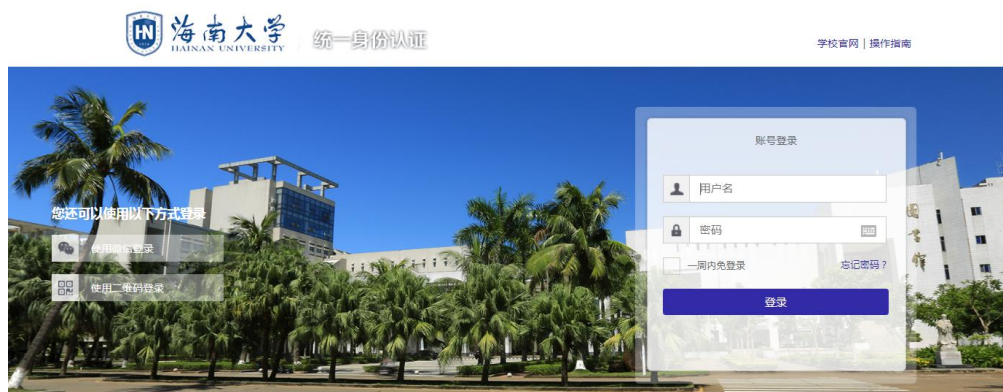 海南大学
HAINAN UNIVERSITY
统一身份认证
学校官网 | 操作指南
账号登录
用户名
密码
一周内免登录
忘记密码？
登录
您还可以使用以下方式登录
使用微信登录
使用二维码登录